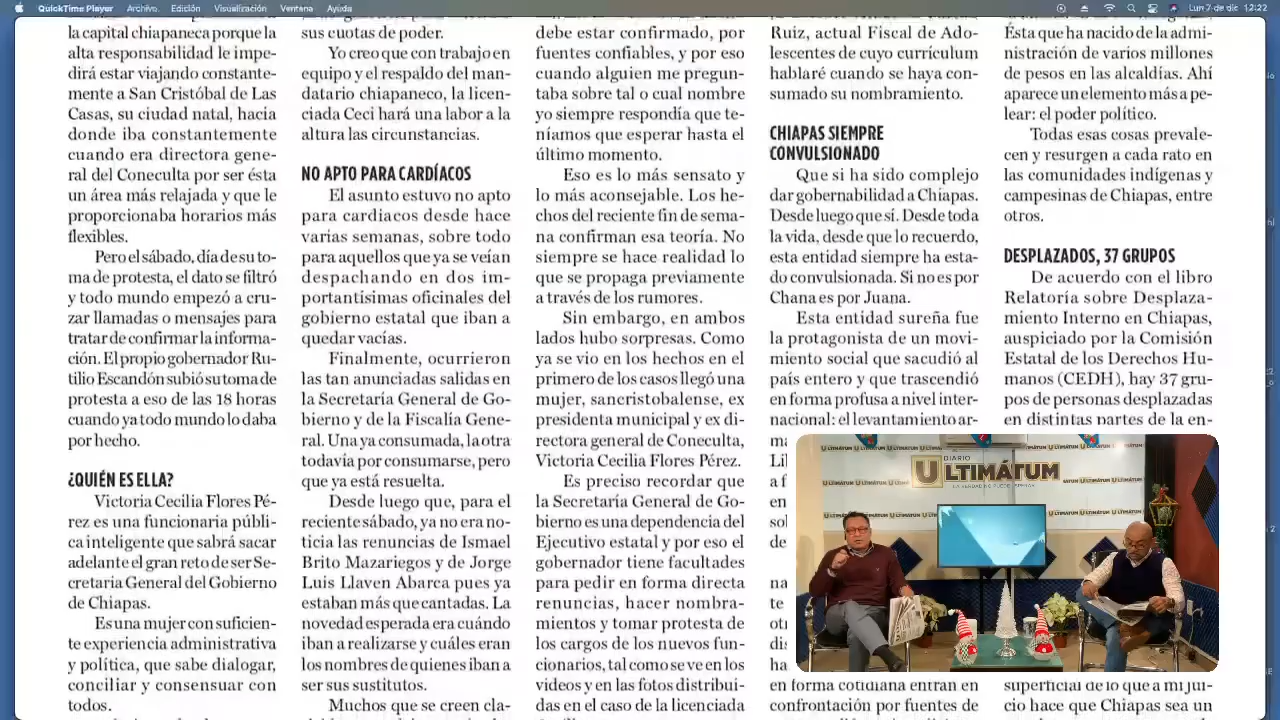 QuickTime Player Archivo Edición Visualización Ventana Ayuda
Lun 7 de dic 12:22
la capital chiapaneca porque la
alta responsabilidad le impe-
dirá estar viajando constante-
mente a San Cristóbal de Las
Casas, su ciudad natal, hacia
donde iba constantemente
cuando era directora gene-
ral del Coneculta por ser ésta
un área más relajada y que le
proporcionaba horarios más
flexibles.
Pero el sábado, día de su to-
ma de protesta, el dato se filtró
y todo mundo empezó a cru-
zar llamadas o mensajes para
tratar de confirmar la informa-
ción. El propio gobernador Ru-
tilio Escandón subió su toma de
protesta a eso de las 18 horas
cuando ya todo mundo lo daba
por hecho.
¿QUIÉN ES ELLA?
Victoria Cecilia Flores Pé-
rez es una funcionaria públi-
ca inteligente que sabrá sacar
adelante el gran reto de ser Se-
cretaria General del Gobierno
de Chiapas.
Es una mujer con suficien-
te experiencia administrativa
y política, que sabe dialogar,
conciliar y consensuar con
todos.
sus cuotas de poder.
Yo creo que con trabajo en
equipo y el respaldo del man-
datario chiapaneco, la licen-
ciada Ceci hará una labor a la
altura las circunstancias.
NO APTO PARA CARDÍACOS
El asunto estuvo no apto
para cardiacos desde hace
varias semanas, sobre todo
para aquellos que ya se veían
despachando en dos im-
portantísimas oficinales del
gobierno estatal que iban a
quedar vacías.
Finalmente, ocurrieron
las tan anunciadas salidas en
la Secretaría General de Go-
bierno y de la Fiscalía Gene-
ral. Una ya consumada, la otra
todavía por consumarse, pero
que ya está resuelta.
Desde luego que, para el
reciente sábado, ya no era no-
ticia las renuncias de Ismael
Brito Mazariegos y de Jorge
Luis Llaven Abarca pues ya
estaban más que cantadas. La
novedad esperada era cuándo
iban a realizarse y cuáles eran
los nombres de quienes iban a
ser sus sustitutos.
Muchos que se creen cla-
debe estar confirmado, por
fuentes confiables, y por eso
cuando alguien me pregun-
taba sobre tal o cual nombre
yo siempre respondía que te-
níamos que esperar hasta el
último momento.
Eso es lo más sensato y
lo más aconsejable. Los he-
chos del reciente fin de sema-
na confirman esa teoría. No
siempre se hace realidad lo
que se propaga previamente
a través de los rumores.
Sin embargo, en ambos
lados hubo sorpresas. Como
ya se vio en los hechos en el
primero de los casos llegó una
mujer, sancristobalense, ex
presidenta municipal y ex di-
rectora general de Coneculta,
Victoria Cecilia Flores Pérez.
Es preciso recordar que
la Secretaría General de Go-
bierno es una dependencia del
Ejecutivo estatal y por eso el
gobernador tiene facultades
para pedir en forma directa
renuncias, hacer nombra-
mientos y tomar protesta de
los cargos de los nuevos fun-
cionarios, tal como se ve en los
videos y en las fotos distribui-
das en el caso de la licenciada
Ruiz, actual Fiscal de Ado-
lescentes de cuyo currículum
hablaré cuando se haya con-
sumado su nombramiento.
CHIAPAS SIEMPRE
CONVULSIONADO
Que si ha sido complejo
dar gobernabilidad a Chiapas.
Desde luego que sí. Desde toda
la vida, desde que lo recuerdo,
esta entidad siempre ha esta-
do convulsionada. Si no es por
Chana es por Juana.
Esta entidad sureña fue
la protagonista de un movi-
miento social que sacudió al
país entero y que trascendió
en forma profusa a nivel inter-
nacional: el levantamiento ar-
en forma cotidiana entran en
confrontación por fuentes de
Ésta que ha nacido de la admi-
nistración de varios millones
de pesos en las alcaldías. Ahí
aparece un elemento más a pe-
lear: el poder político.
Todas esas cosas prevale-
cen y resurgen a cada rato en
las comunidades indígenas y
campesinas de Chiapas, entre
otros.
DESPLAZADOS, 37 GRUPOS
De acuerdo con el libro
Relatoría sobre Desplaza-
miento Interno en Chiapas,
auspiciado por la Comisión
Estatal de los Derechos Hu-
manos (CEDH), hay 37 gru-
pos de personas desplazadas
en distintas partes de la en-
superficial de lo que a mi jui-
cio hace que Chiapas sea un
DIARIO
ULTIMÁTUM